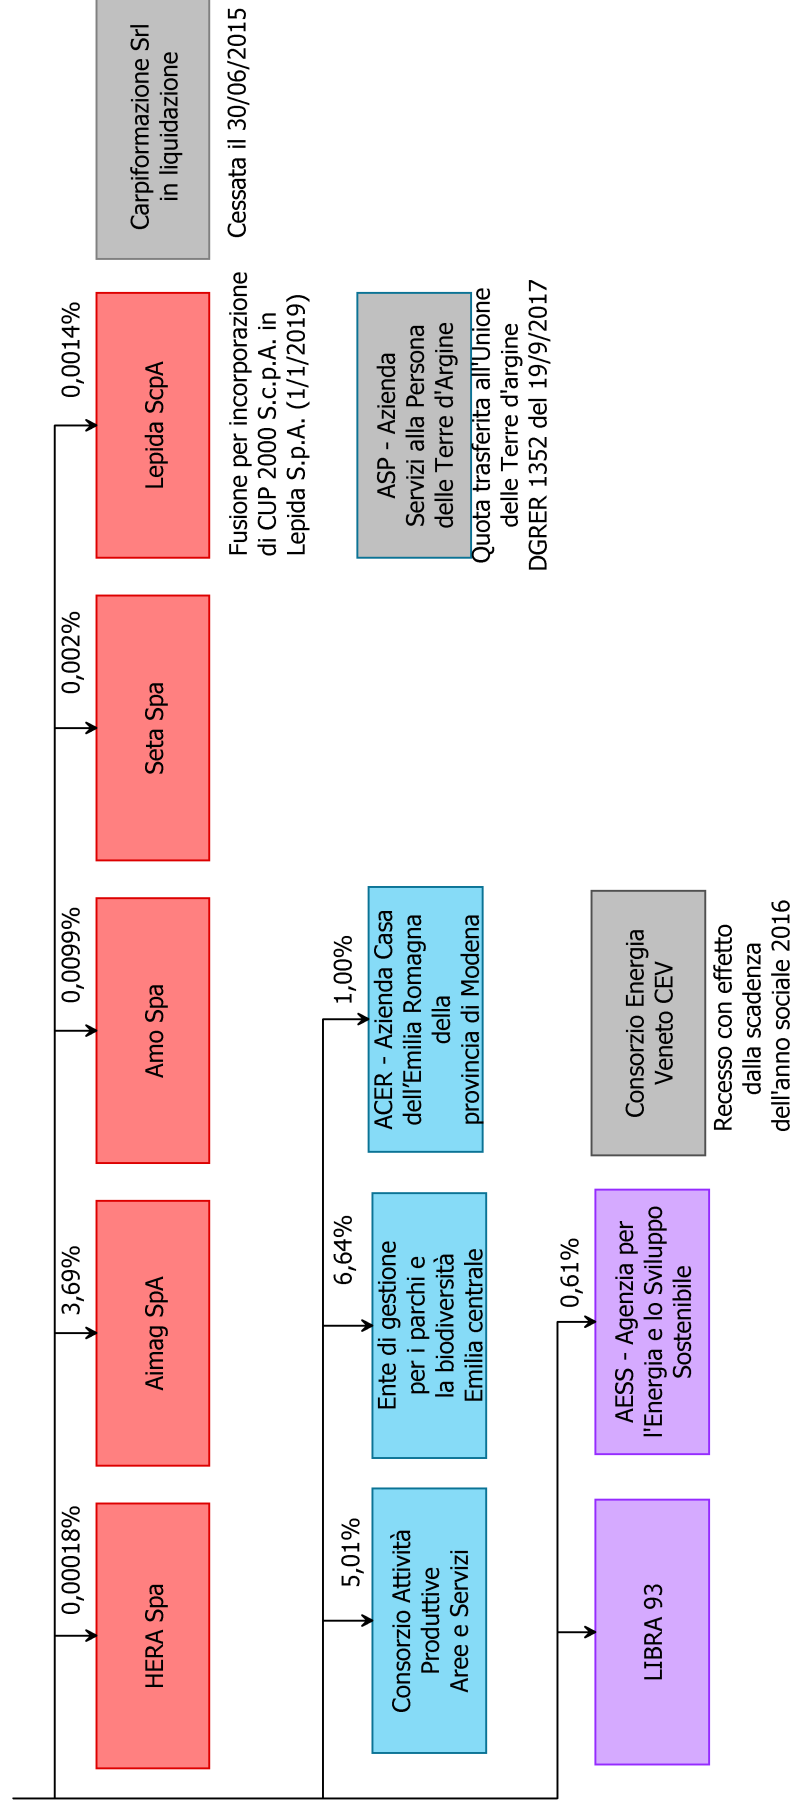 0,00018%
HERA Spa
3,69%
Aimag SpA
0,0099%
Amo Spa
0,002%
Seta Spa
0,0014%
Lepida ScpA
Fusione per incorporazione
di CUP 2000 S.c.p.A. in
Lepida S.p.A. (1/1/2019)
Carpiformazione Srl
in liquidazione
Cessata il 30/06/2015
5,01%
Consorzio Attività
Produttive
Aree e Servizi
6,64%
Ente di gestione
per i parchi e
la biodiversità
Emilia centrale
1,00%
ACER - Azienda Casa
dell’Emilia Romagna
della
provincia di Modena
ASP - Azienda
Servizi alla Persona
delle Terre d'Argine
Quota trasferita all'Unione
delle Terre d'argine
DGRER 1352 del 19/9/2017
LIBRA 93
0,61%
AESS - Agenzia per
l'Energia e lo Sviluppo
Sostenibile
Consorzio Energia
Veneto CEV
Recesso con effetto
dalla scadenza
dell'anno sociale 2016